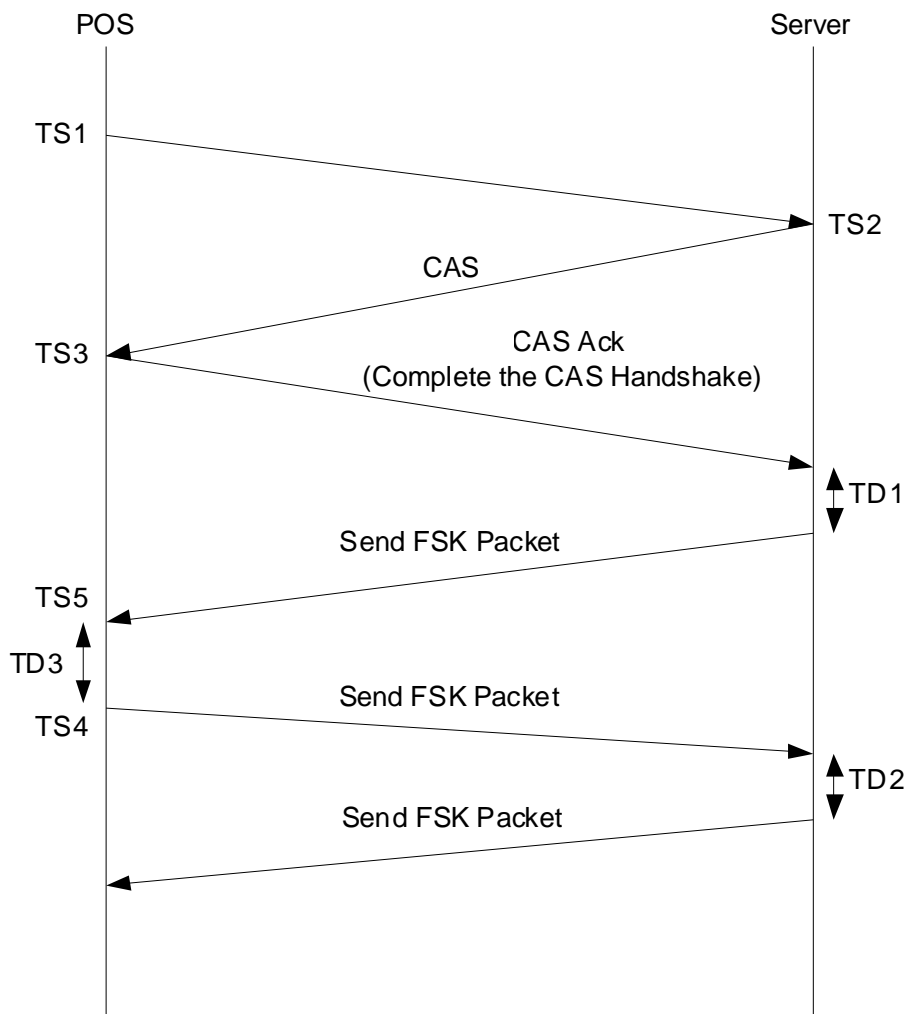 POS
Server
TS1
TS2
CAS
TS3
CAS Ack
(Complete the CAS Handshake)
TD1
Send FSK Packet
TS5
TD3
Send FSK Packet
TS4
TD2
Send FSK Packet